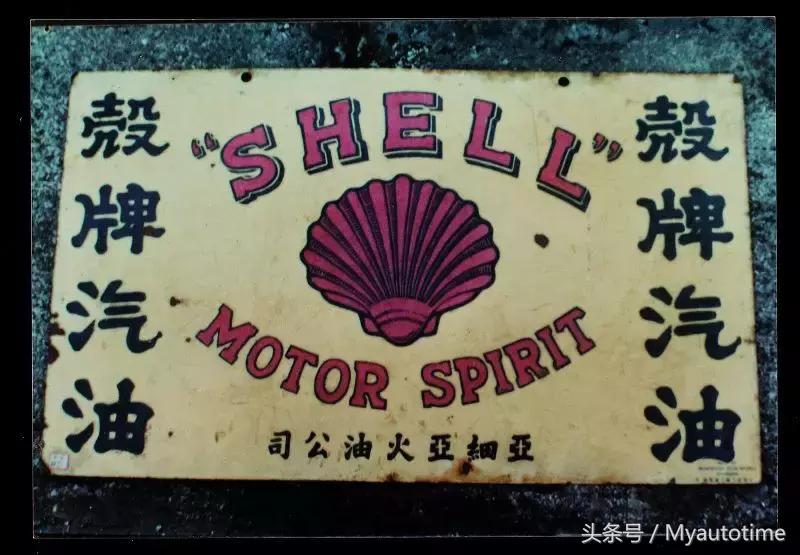 殼牌汽油
"SHELL"
MOTOR SPIRIT
殼牌汽油
亞細亞火油公司
头条号 / Myautotime